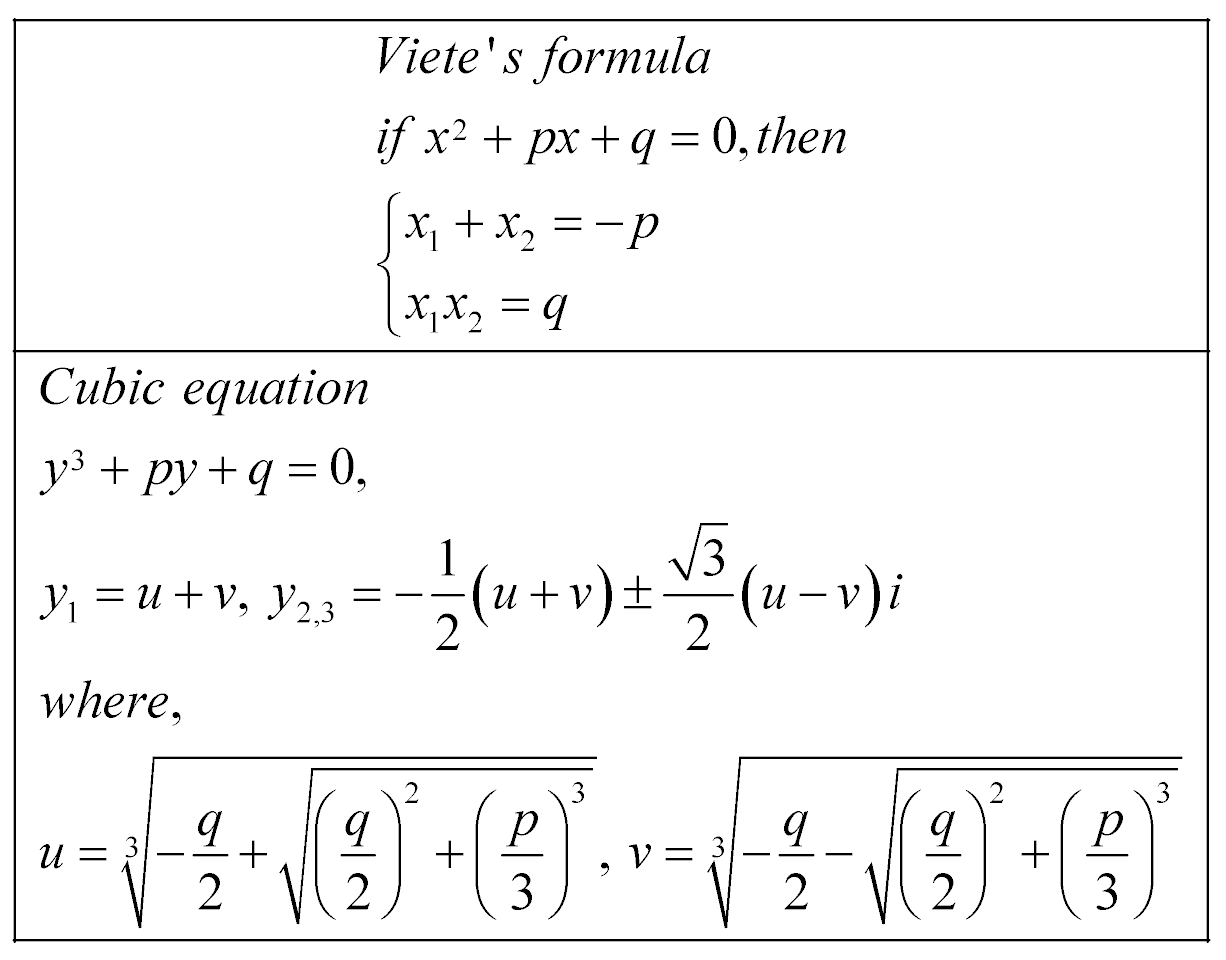 Viete's formula
if x² + px + q = 0, then
{ x₁ + x₂ = −p
x₁x₂ = q
Cubic equation
y³ + py + q = 0,
y₁ = u + v, y₂,₃ = −1/2(u + v) ± √3/2(u − v)i
where,
u = ∛(−q/2 + √((q/2)² + (p/3)³)), v = ∛(−q/2 − √((q/2)² + (p/3)³))